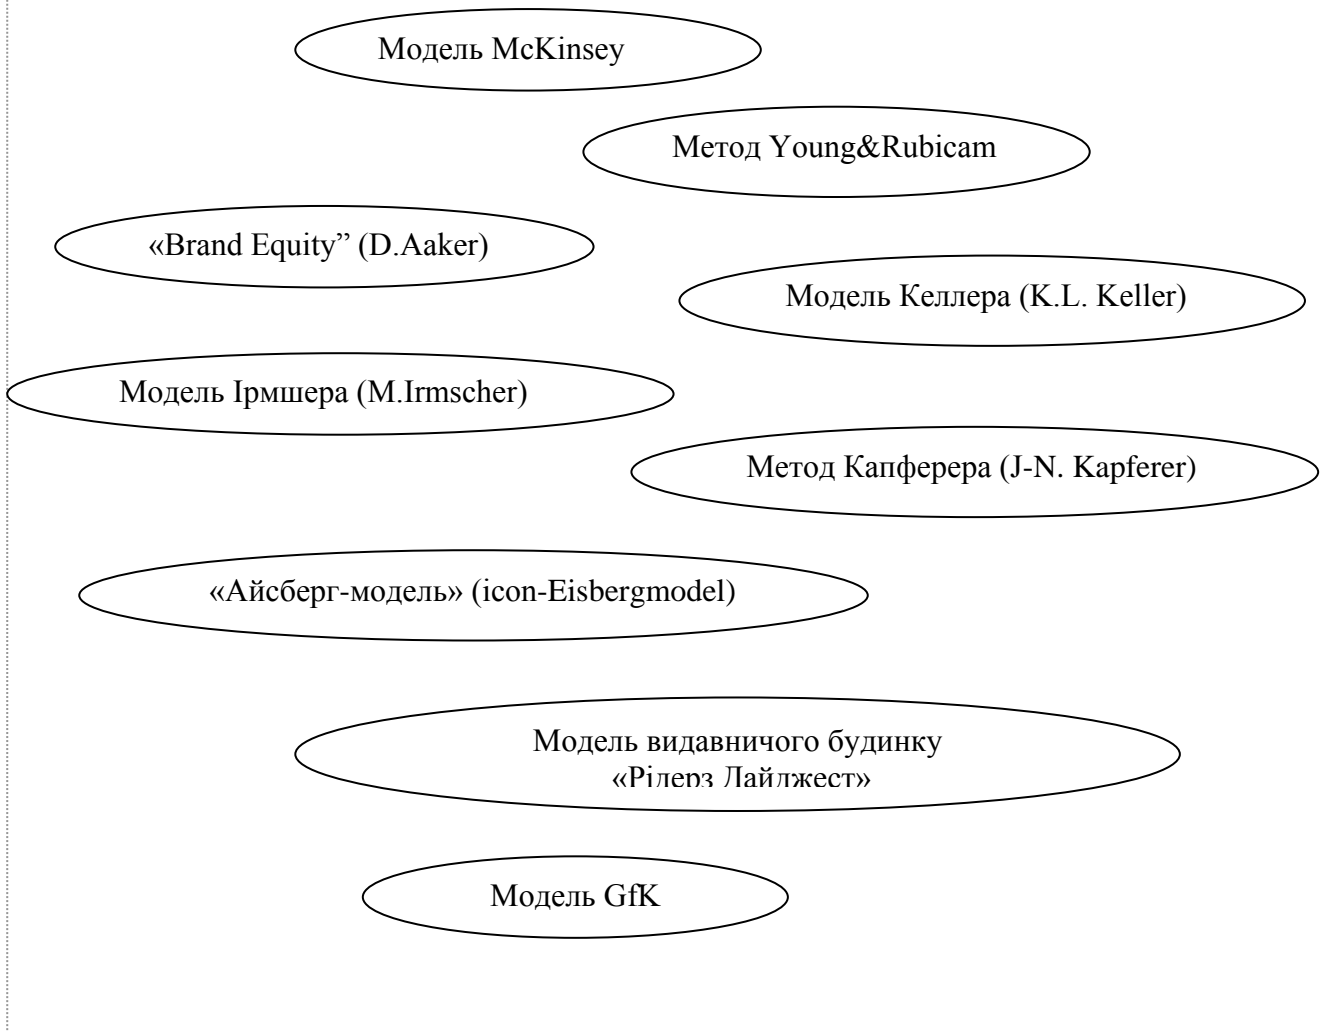 Модель McKinsey
Метод Young&Rubicam
«Brand Equity” (D.Aaker)
Модель Келлера (K.L. Keller)
Модель Ірмшера (M.Irmscher)
Метод Капферера (J-N. Kapferer)
«Айсберг-модель» (icon-Eisbergmodel)
Модель видавничого будинку
«Рідерз Дайджест»
Модель GfK